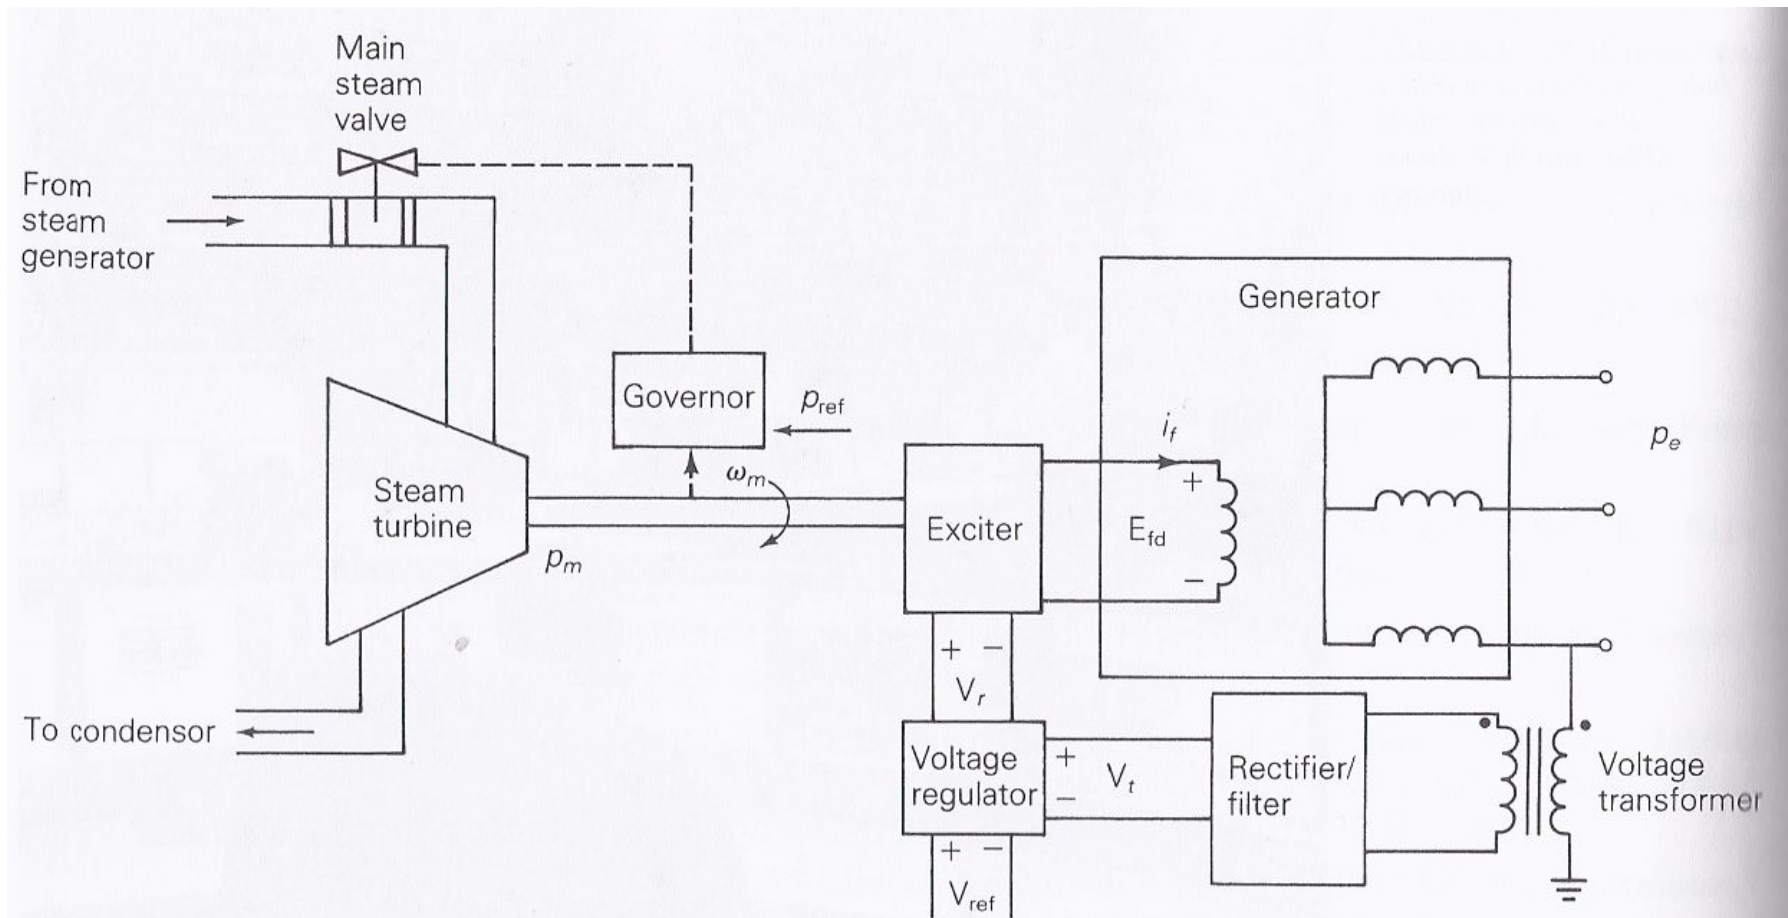 Main
steam
valve
From
steam
generator
Governor
p_ref
Generator
i_f
+
p_e
Steam
turbine
ω_m
Exciter
E_fd
−
p_m
+ −
V_r
To condensor
Voltage
regulator
+
V_t
−
Rectifier/
filter
Voltage
transformer
+ −
V_ref